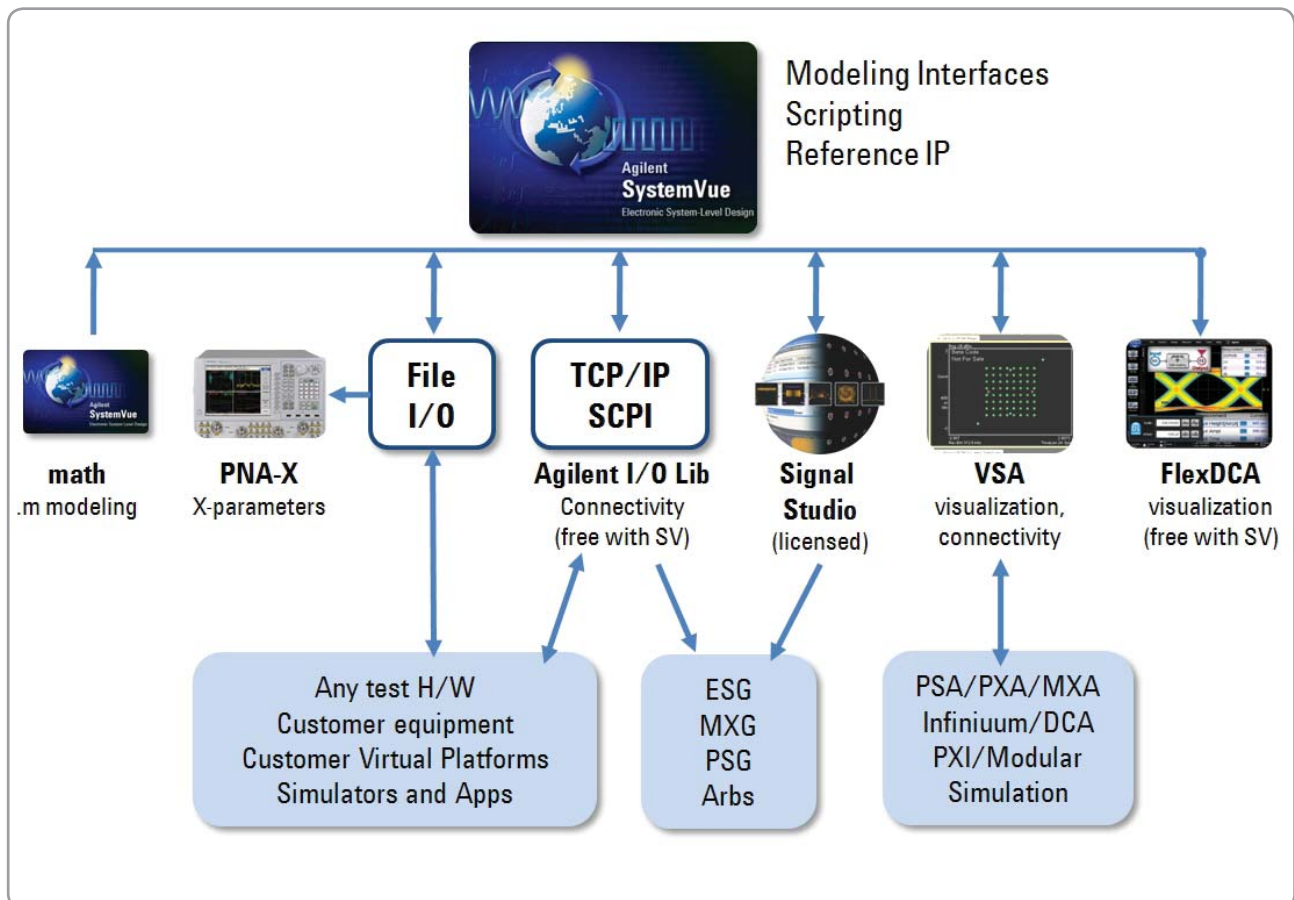 Modeling Interfaces
Scripting
Reference IP
Agilent
SystemVue
Electronic System-Level Design
File
I/O
TCP/IP
SCPI
Agilent
SystemVue
Electronic System-Level Design
math
.m modeling
PNA-X
X-parameters
Agilent I/O Lib
Connectivity
(free with SV)
Signal
Studio
(licensed)
VSA
visualization,
connectivity
FlexDCA
visualization
(free with SV)
Any test H/W
Customer equipment
Customer Virtual Platforms
Simulators and Apps
ESG
MXG
PSG
Arbs
PSA/PXA/MXA
Infiniuum/DCA
PXI/Modular
Simulation